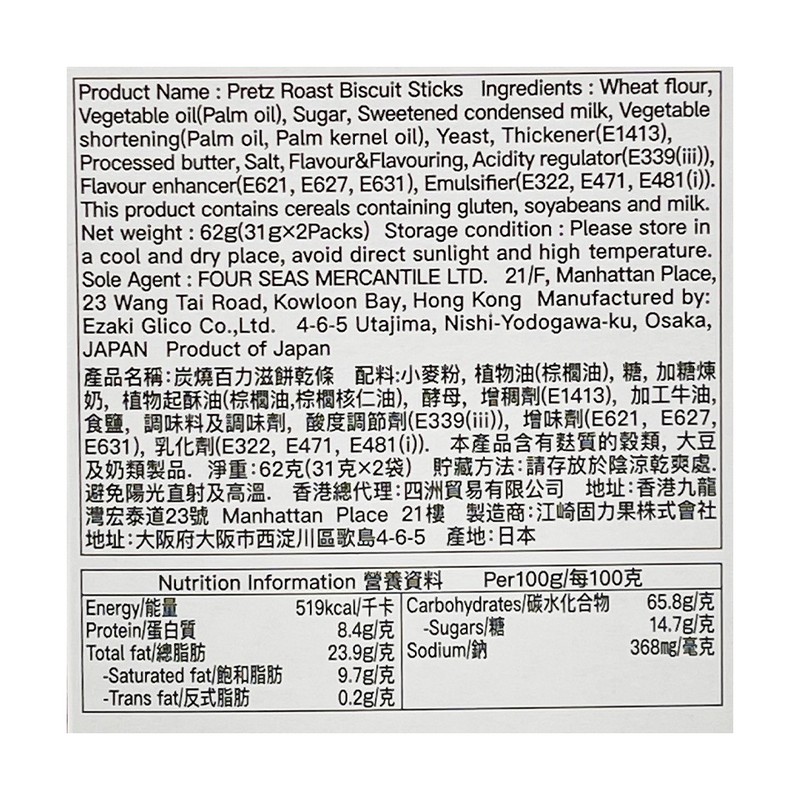 Product Name : Pretz Roast Biscuit Sticks Ingredients : Wheat flour,
Vegetable oil(Palm oil), Sugar, Sweetened condensed milk, Vegetable
shortening(Palm oil, Palm kernel oil), Yeast, Thickener(E1413),
Processed butter, Salt, Flavour&Flavouring, Acidity regulator(E339(iii)),
Flavour enhancer(E621, E627, E631), Emulsifier(E322, E471, E481(i)).
This product contains cereals containing gluten, soyabeans and milk.
Net weight : 62g(31g×2Packs) Storage condition : Please store in
a cool and dry place, avoid direct sunlight and high temperature.
Sole Agent : FOUR SEAS MERCANTILE LTD. 21/F, Manhattan Place,
23 Wang Tai Road, Kowloon Bay, Hong Kong Manufactured by:
Ezaki Glico Co.,Ltd. 4-6-5 Utajima, Nishi-Yodogawa-ku, Osaka,
JAPAN Product of Japan
產品名稱:炭燒百力滋餅乾條 配料:小麥粉, 植物油(棕櫚油), 糖, 加糖煉
奶, 植物起酥油(棕櫚油,棕櫚核仁油), 酵母, 增稠劑(E1413), 加工牛油,
食鹽, 調味料及調味劑, 酸度調節劑(E339(iii)), 增味劑(E621, E627,
E631), 乳化劑(E322, E471, E481(i)). 本產品含有麩質的穀類, 大豆
及奶類製品. 淨重:62克(31克×2袋) 貯藏方法:請存放於陰涼乾爽處.
避免陽光直射及高溫. 香港總代理:四洲貿易有限公司 地址:香港九龍
灣宏泰道23號 Manhattan Place 21樓 製造商:江崎固力果株式會社
地址:大阪府大阪市西淀川區歌島4-6-5 產地:日本
Nutrition Information 營養資料 Per100g/每100克
Energy/能量 519kcal/千卡
Protein/蛋白質 8.4g/克
Total fat/總脂肪 23.9g/克
-Saturated fat/飽和脂肪 9.7g/克
-Trans fat/反式脂肪 0.2g/克
Carbohydrates/碳水化合物 65.8g/克
-Sugars/糖 14.7g/克
Sodium/鈉 368mg/毫克